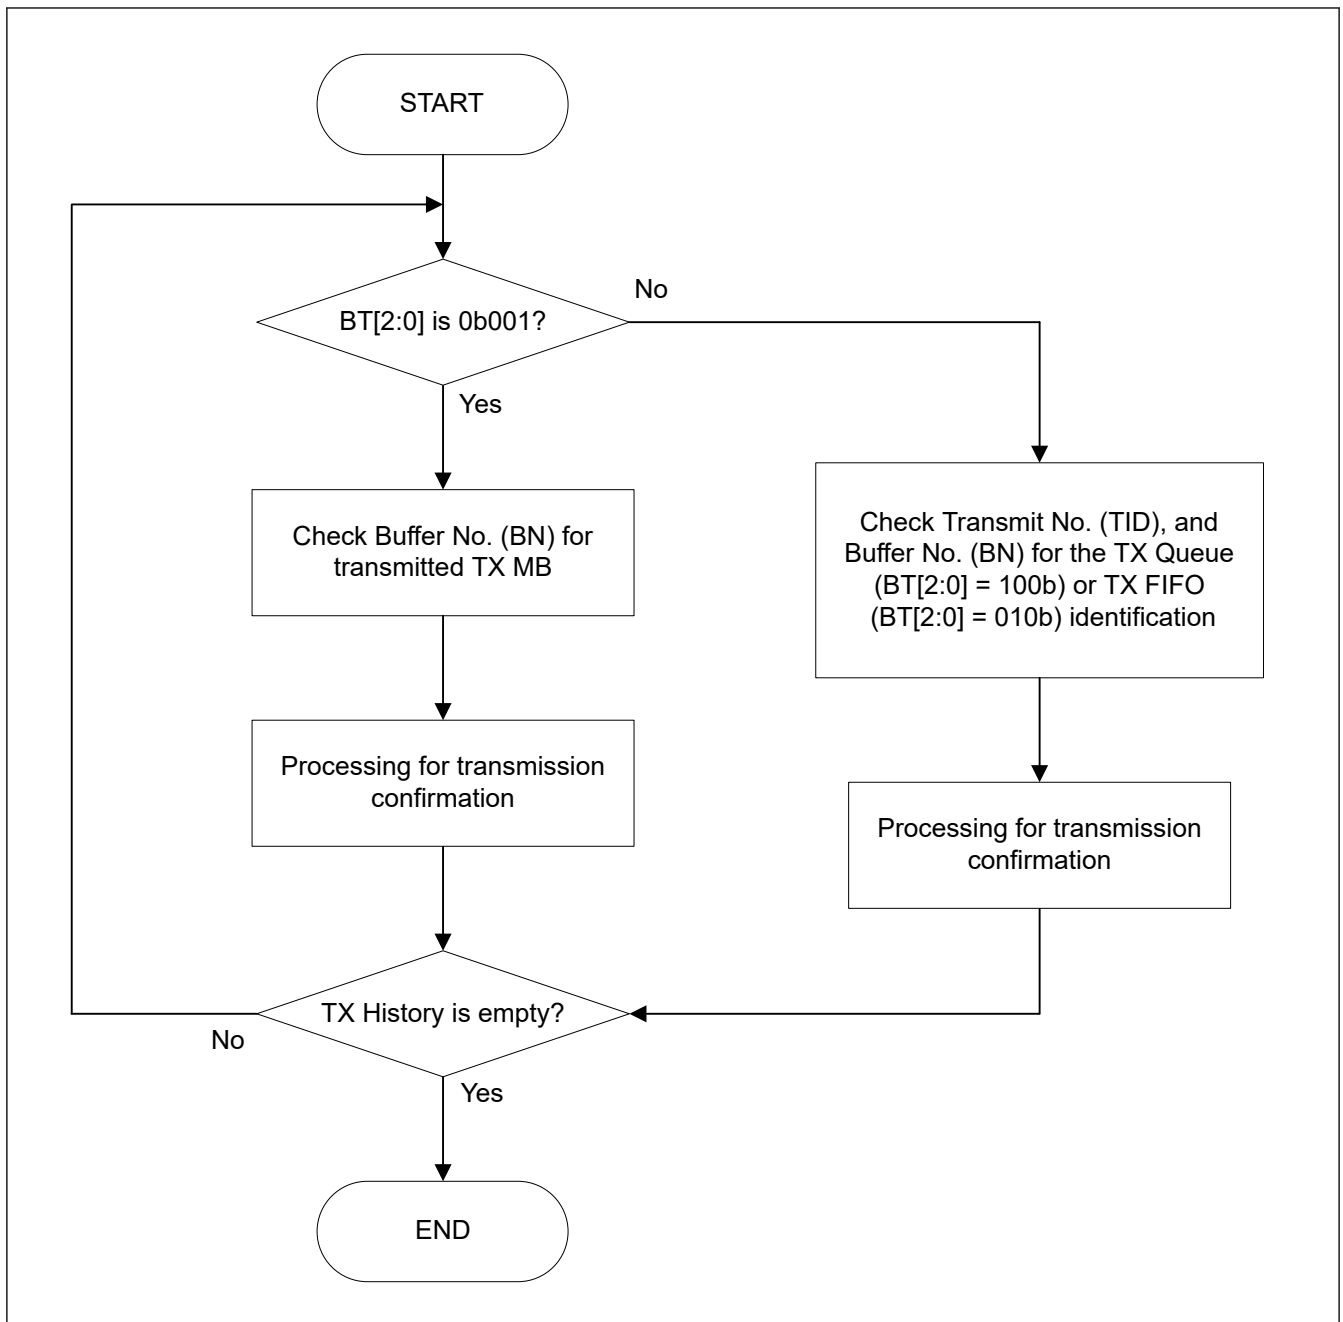 START
BT[2:0] is 0b001?
No
Yes
Check Buffer No. (BN) for
transmitted TX MB
Check Transmit No. (TID), and
Buffer No. (BN) for the TX Queue
(BT[2:0] = 100b) or TX FIFO
(BT[2:0] = 010b) identification
Processing for transmission
confirmation
Processing for transmission
confirmation
TX History is empty?
No
Yes
END